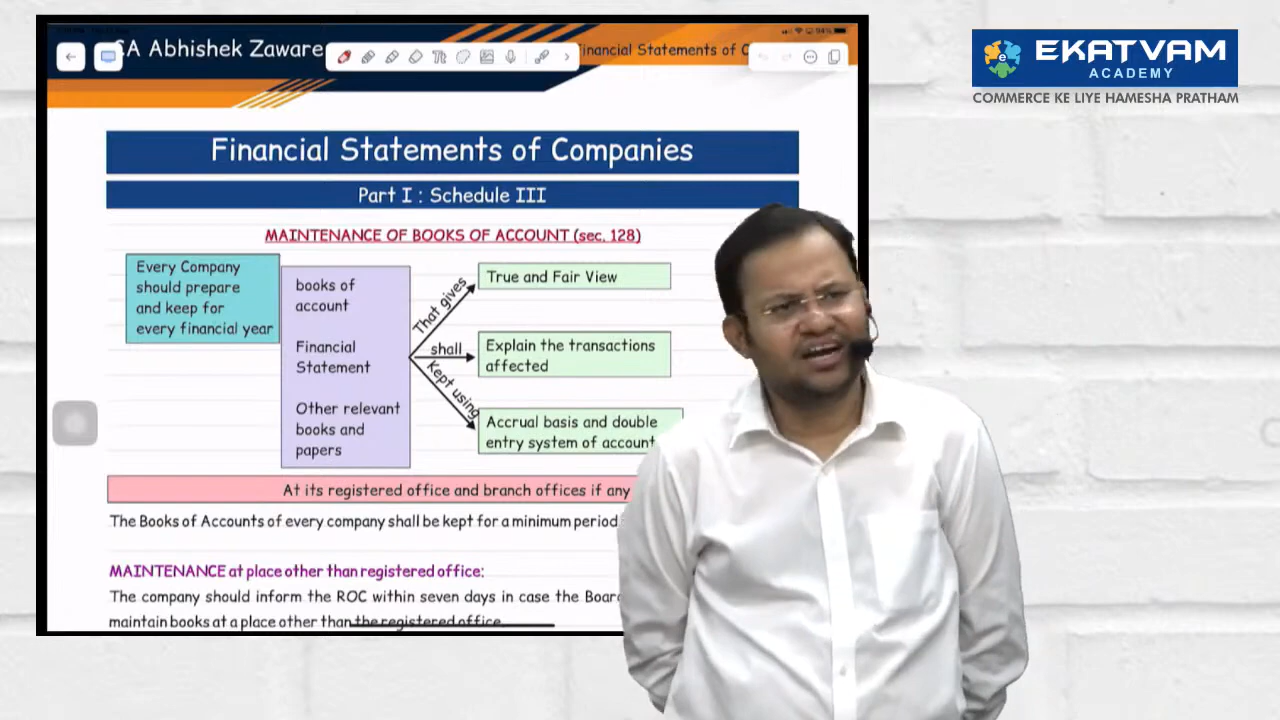 CA Abhishek Zaware
Financial Statements of C
94%
EKATVAM
ACADEMY
COMMERCE KE LIYE HAMESHA PRATHAM
Financial Statements of Companies
Part I : Schedule III
MAINTENANCE OF BOOKS OF ACCOUNT (sec. 128)
Every Company
should prepare
and keep for
every financial year
books of
account
Financial
Statement
Other relevant
books and
papers
That gives
shall
Kept using
True and Fair View
Explain the transactions
affected
Accrual basis and double
entry system of account
At its registered office and branch offices if any
The Books of Accounts of every company shall be kept for a minimum period
MAINTENANCE at place other than registered office:
The company should inform the ROC within seven days in case the Boar
maintain books at a place other than the registered office